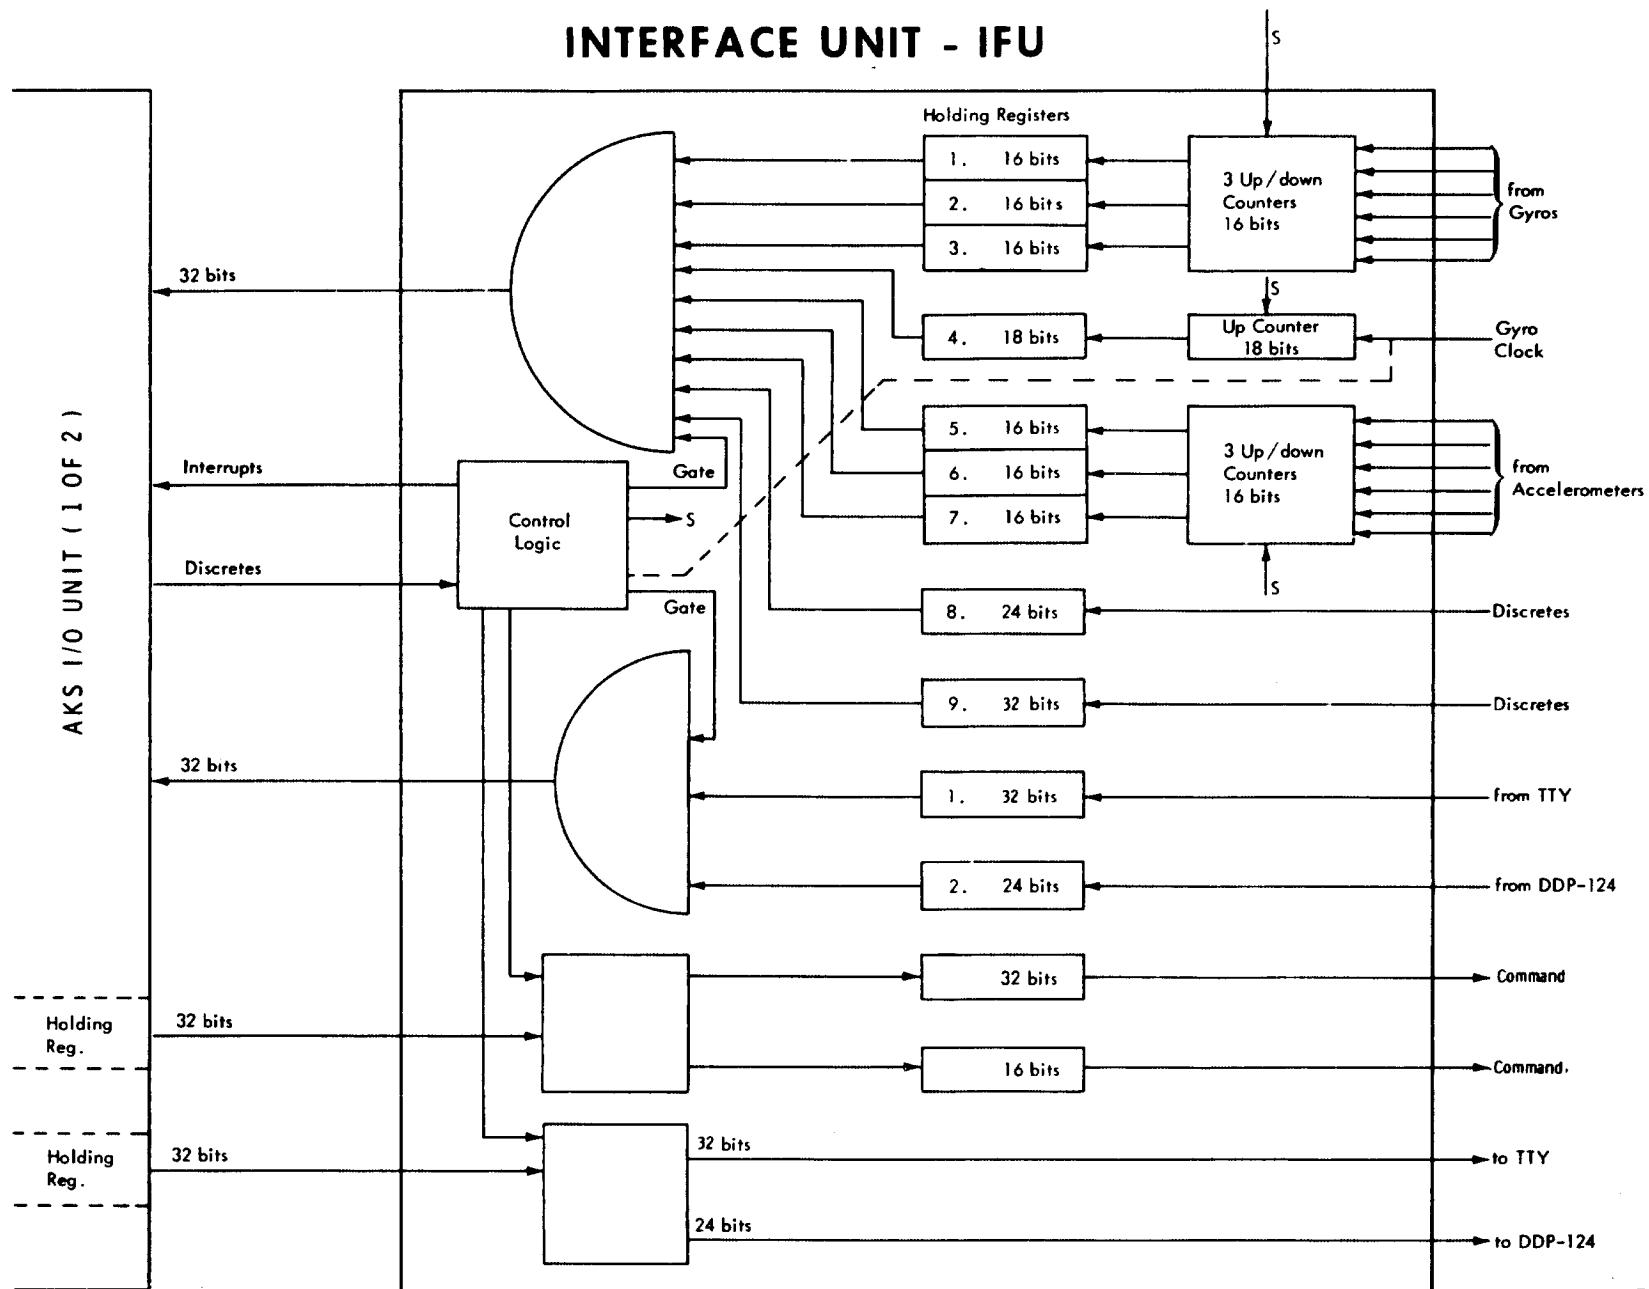 INTERFACE UNIT - IFU
S
Holding Registers
1. 16 bits
2. 16 bits
3. 16 bits
3 Up/down
Counters
16 bits
from
Gyros
32 bits
S
4. 18 bits
Up Counter
18 bits
Gyro
Clock
AKS I/O UNIT (1 OF 2)
5. 16 bits
6. 16 bits
7. 16 bits
3 Up/down
Counters
16 bits
from
Accelerometers
Interrupts
Gate
Control
Logic
S
Discretes
S
Gate
8. 24 bits
Discretes
9. 32 bits
Discretes
32 bits
1. 32 bits
from TTY
2. 24 bits
from DDP-124
32 bits
Command
Holding
Reg.
32 bits
16 bits
Command.
Holding
Reg.
32 bits
32 bits
to TTY
24 bits
to DDP-124